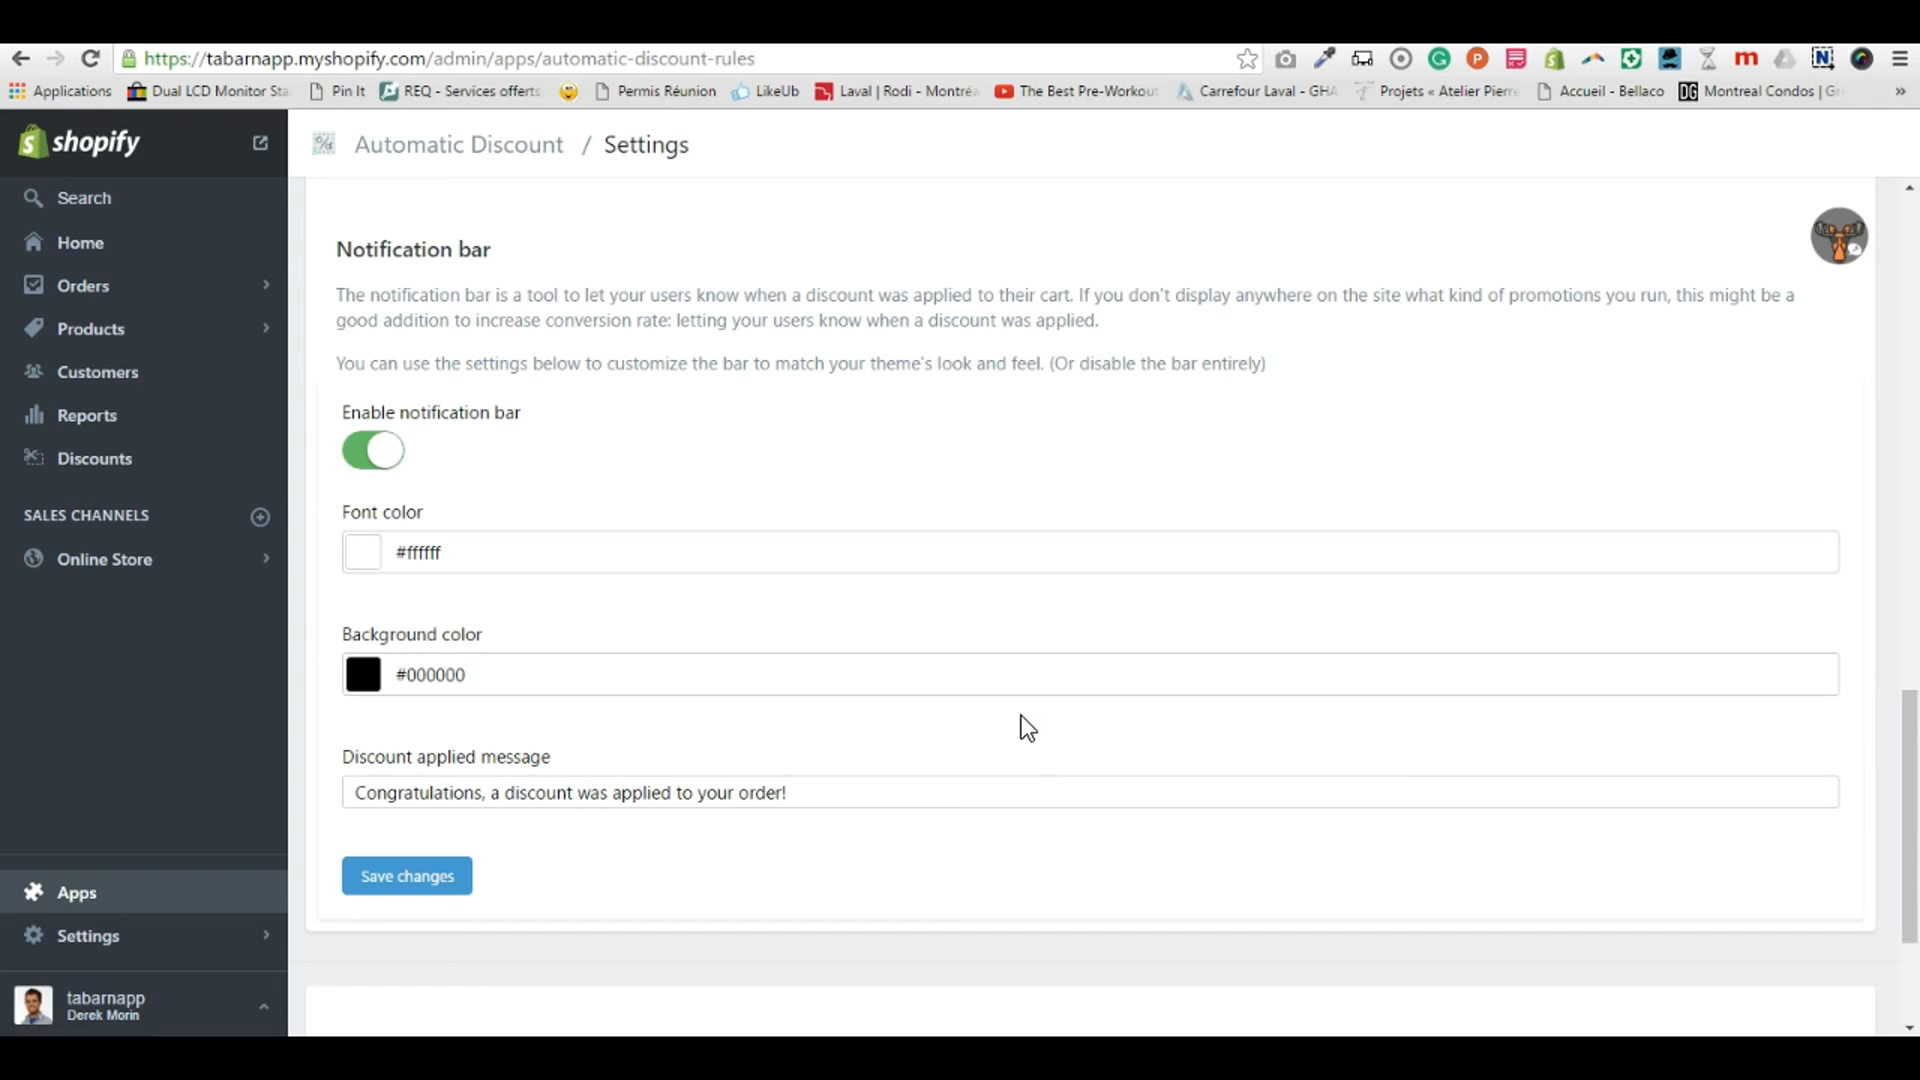 https://tabarnapp.myshopify.com/admin/apps/automatic-discount-rules
Applications
Dual LCD Monitor Sta
Pin It
REQ - Services offerts
Permis Réunion
LikeUb
Laval | Rodi - Montréa
The Best Pre-Workout
Carrefour Laval - GHA
Projets « Atelier Pierre
Accueil - Bellaco
DG Montreal Condos | Gr
»
shopify
Search
Home
Orders
Products
Customers
Reports
Discounts
SALES CHANNELS
Online Store
Apps
Settings
tabarnapp
Derek Morin
Automatic Discount / Settings
Notification bar
The notification bar is a tool to let your users know when a discount was applied to their cart. If you don't display anywhere on the site what kind of promotions you run, this might be a
good addition to increase conversion rate: letting your users know when a discount was applied.
You can use the settings below to customize the bar to match your theme's look and feel. (Or disable the bar entirely)
Enable notification bar
Font color
#ffffff
Background color
#000000
Discount applied message
Congratulations, a discount was applied to your order!
Save changes